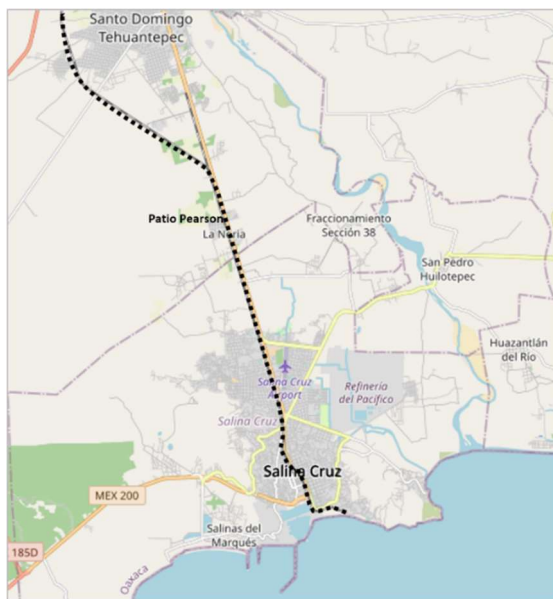 Santo Domingo
Tehuantepec
Patio Pearson
La Noria
Fraccionamiento
Sección 38
San Pedro
Huilotepec
Huazantlán
del Río
Salina Cruz
Airport
Refinería
del Pacífico
Salina Cruz
Salina Cruz
MEX 200
Salinas del
Marqués
185D
Oaxaca